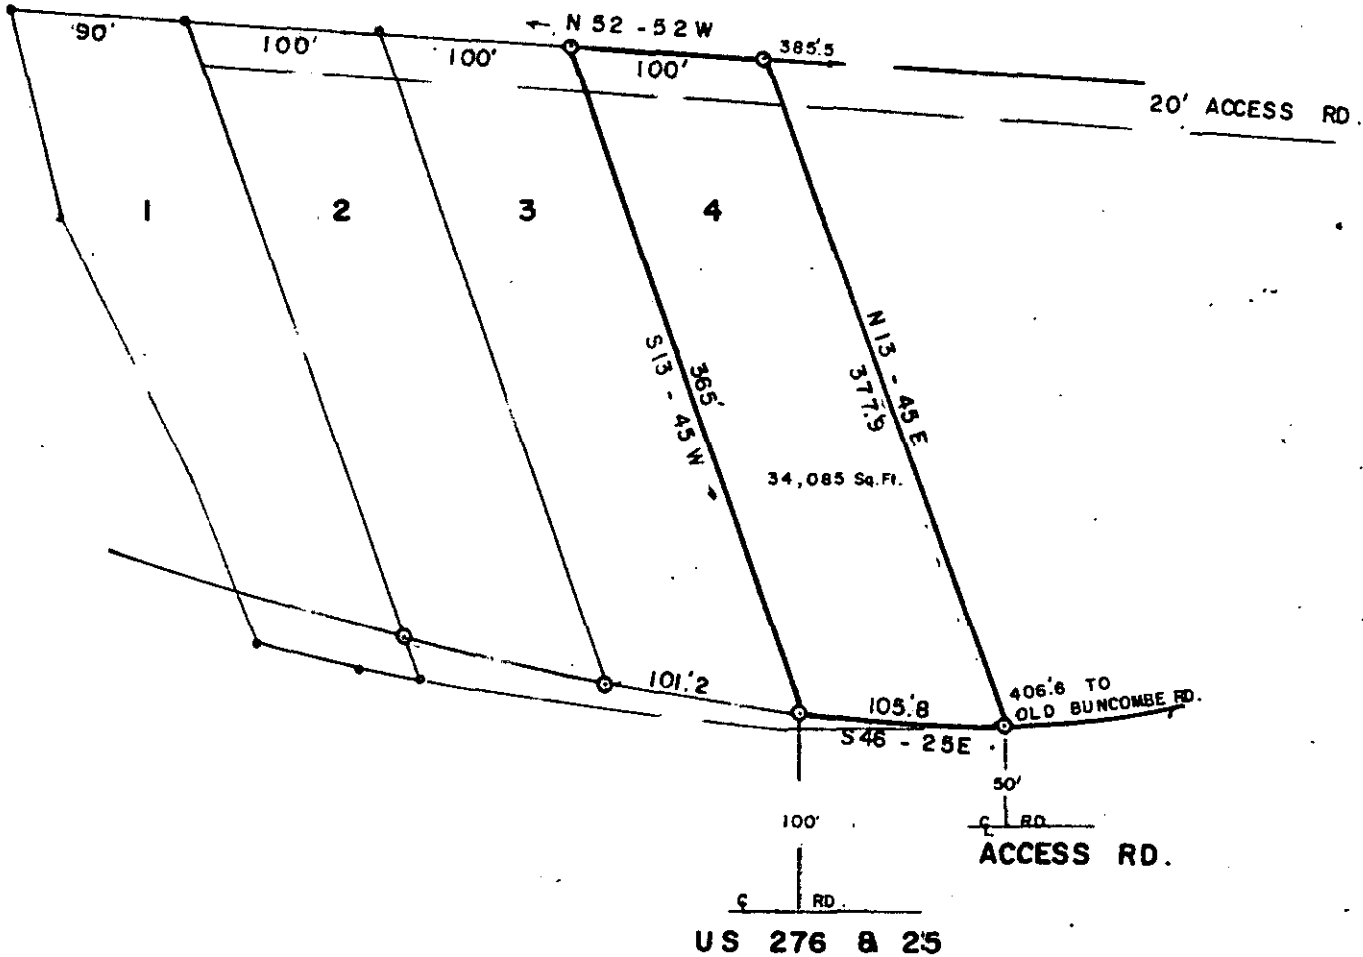 ← N 52 - 52 W
90'
100'
100'
100'
385.'5
20' ACCESS RD.
1
2
3
4
S 13 - 45 W
365'
N 13 - 45 E
377.'9
34,085 Sq.Ft.
101.'2
105.'8
S 46 - 25 E
406.'6 TO
OLD BUNCOMBE RD.
50'
℄ RD.
ACCESS RD.
100'
℄ RD.
US 276 & 25